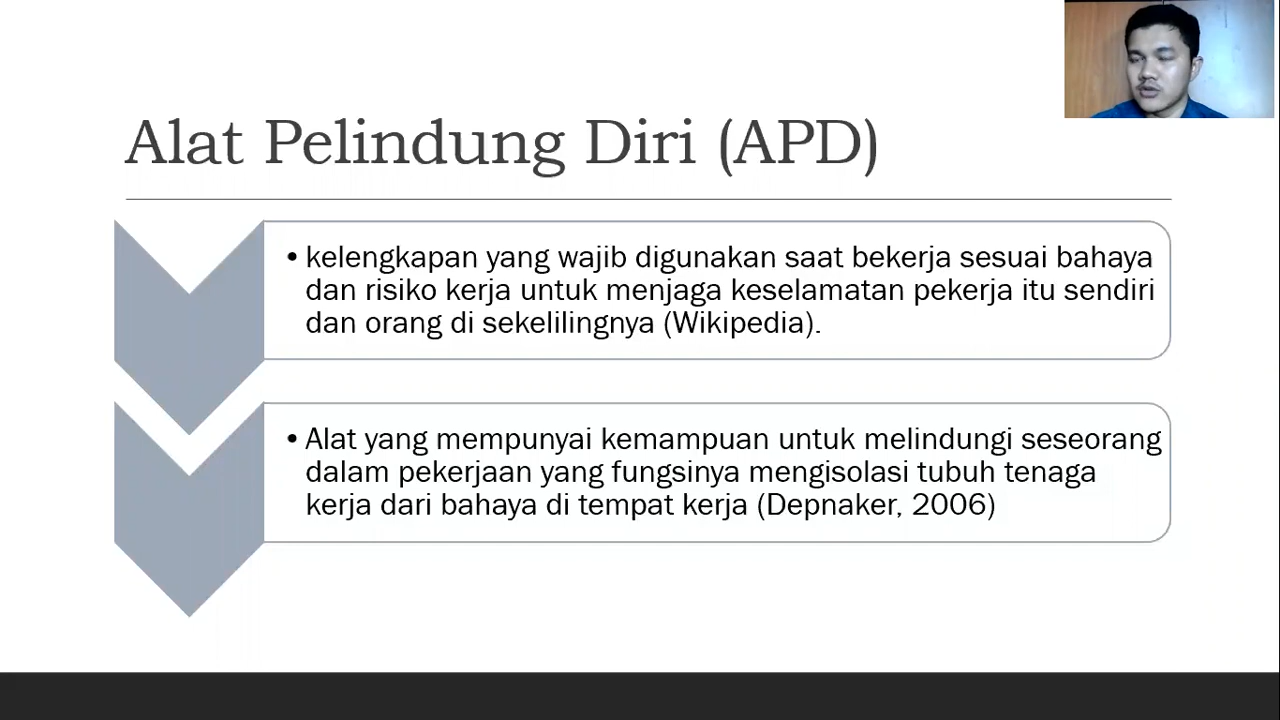 Alat Pelindung Diri (APD)
• kelengkapan yang wajib digunakan saat bekerja sesuai bahaya
dan risiko kerja untuk menjaga keselamatan pekerja itu sendiri
dan orang di sekelilingnya (Wikipedia).
• Alat yang mempunyai kemampuan untuk melindungi seseorang
dalam pekerjaan yang fungsinya mengisolasi tubuh tenaga
kerja dari bahaya di tempat kerja (Depnaker, 2006)